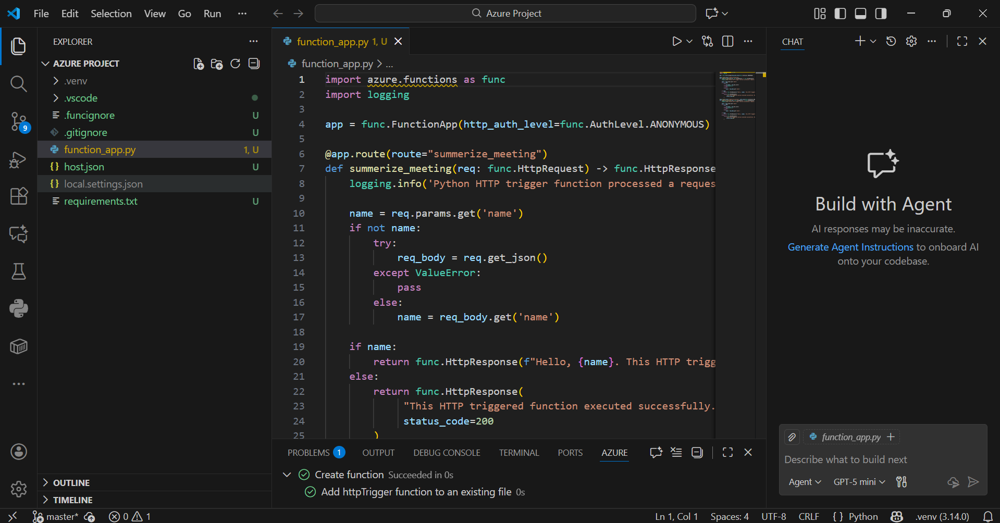 File Edit Selection View Go Run ...
Azure Project
EXPLORER
AZURE PROJECT
.venv
.vscode
.funcignore U
.gitignore U
function_app.py 1, U
host.json U
local.settings.json
requirements.txt U
OUTLINE
TIMELINE
9
function_app.py 1, U
function_app.py > ...
1 import azure.functions as func
2 import logging
3
4 app = func.FunctionApp(http_auth_level=func.AuthLevel.ANONYMOUS)
5
6 @app.route(route="summerize_meeting")
7 def summerize_meeting(req: func.HttpRequest) -> func.HttpResponse
8 logging.info('Python HTTP trigger function processed a reques
9
10 name = req.params.get('name')
11 if not name:
12 try:
13 req_body = req.get_json()
14 except ValueError:
15 pass
16 else:
17 name = req_body.get('name')
18
19 if name:
20 return func.HttpResponse(f"Hello, {name}. This HTTP trigg
21 else:
22 return func.HttpResponse(
23 "This HTTP triggered function executed successfully.
24 status_code=200
25 )
PROBLEMS 1 OUTPUT DEBUG CONSOLE TERMINAL PORTS AZURE
Create function Succeeded in 0s
Add httpTrigger function to an existing file 0s
CHAT
Build with Agent
AI responses may be inaccurate.
Generate Agent Instructions to onboard AI
onto your codebase.
function_app.py
Describe what to build next
Agent GPT-5 mini
master* 0 1
Ln 1, Col 1 Spaces: 4 UTF-8 CRLF { } Python .venv (3.14.0)